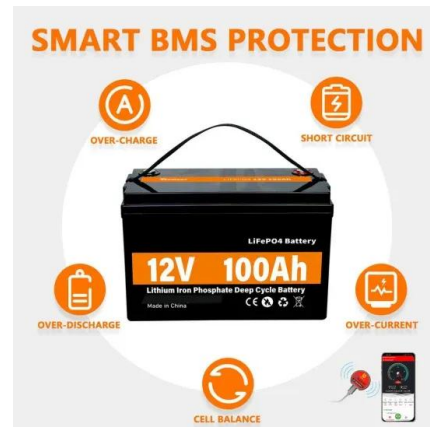 SMART BMS PROTECTION
A
OVER-CHARGE
SHORT CIRCUIT
LiFePO4 Battery
12V 100Ah
Lithium Iron Phosphate Deep Cycle Battery
Made in China
CE
OVER-DISCHARGE
OVER-CURRENT
CELL BALANCE